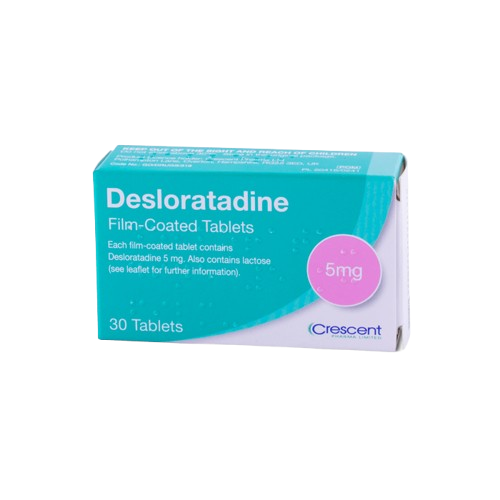 KEEP OUT OF THE SIGHT AND REACH OF CHILDREN
Desloratadine
Film-Coated Tablets
Each film-coated tablet contains
Desloratadine 5 mg. Also contains lactose
(see leaflet for further information).
5mg
30 Tablets
Crescent
PHARMA LIMITED